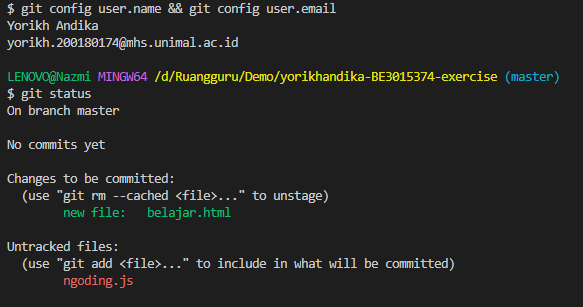 $ git config user.name && git config user.email
Yorikh Andika
yorikh.200180174@mhs.unimal.ac.id
LENOVO@Nazmi MINGW64 /d/Ruangguru/Demo/yorikhandika-BE3015374-exercise (master)
$ git status
On branch master
No commits yet
Changes to be committed:
(use "git rm --cached <file>..." to unstage)
new file:   belajar.html
Untracked files:
(use "git add <file>..." to include in what will be committed)
ngoding.js